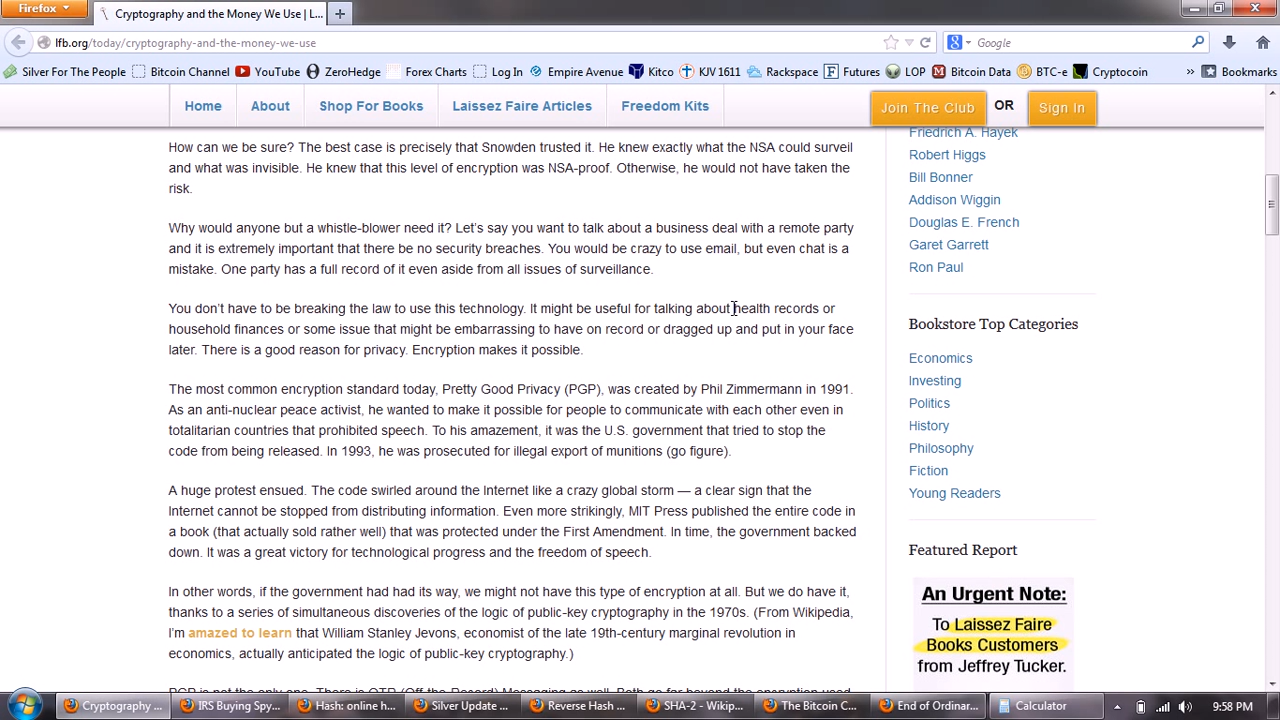 Firefox
Cryptography and the Money We Use | L...
lfb.org/today/cryptography-and-the-money-we-use
Google
Silver For The People
Bitcoin Channel
YouTube
ZeroHedge
Forex Charts
Log In
Empire Avenue
Kitco
KJV 1611
Rackspace
Futures
LOP
Bitcoin Data
BTC-e
Cryptocoin
»
Bookmarks
Home
About
Shop For Books
Laissez Faire Articles
Freedom Kits
Join The Club
OR
Sign In
How can we be sure? The best case is precisely that Snowden trusted it. He knew exactly what the NSA could surveil
and what was invisible. He knew that this level of encryption was NSA-proof. Otherwise, he would not have taken the
risk.
Why would anyone but a whistle-blower need it? Let's say you want to talk about a business deal with a remote party
and it is extremely important that there be no security breaches. You would be crazy to use email, but even chat is a
mistake. One party has a full record of it even aside from all issues of surveillance.
You don't have to be breaking the law to use this technology. It might be useful for talking about health records or
household finances or some issue that might be embarrassing to have on record or dragged up and put in your face
later. There is a good reason for privacy. Encryption makes it possible.
The most common encryption standard today, Pretty Good Privacy (PGP), was created by Phil Zimmermann in 1991.
As an anti-nuclear peace activist, he wanted to make it possible for people to communicate with each other even in
totalitarian countries that prohibited speech. To his amazement, it was the U.S. government that tried to stop the
code from being released. In 1993, he was prosecuted for illegal export of munitions (go figure).
A huge protest ensued. The code swirled around the Internet like a crazy global storm — a clear sign that the
Internet cannot be stopped from distributing information. Even more strikingly, MIT Press published the entire code in
a book (that actually sold rather well) that was protected under the First Amendment. In time, the government backed
down. It was a great victory for technological progress and the freedom of speech.
In other words, if the government had had its way, we might not have this type of encryption at all. But we do have it,
thanks to a series of simultaneous discoveries of the logic of public-key cryptography in the 1970s. (From Wikipedia,
I'm amazed to learn that William Stanley Jevons, economist of the late 19th-century marginal revolution in
economics, actually anticipated the logic of public-key cryptography.)
PGP is not the only one. There is OTR (Off-the-Record) Messaging as well. Both go far beyond the encryption used
Friedrich A. Hayek
Robert Higgs
Bill Bonner
Addison Wiggin
Douglas E. French
Garet Garrett
Ron Paul
Bookstore Top Categories
Economics
Investing
Politics
History
Philosophy
Fiction
Young Readers
Featured Report
An Urgent Note:
To Laissez Faire
Books Customers
from Jeffrey Tucker.
Cryptography ...
IRS Buying Spy...
Hash: online h...
Silver Update ...
Reverse Hash ...
SHA-2 - Wikip...
The Bitcoin C...
End of Ordinar...
Calculator
9:58 PM